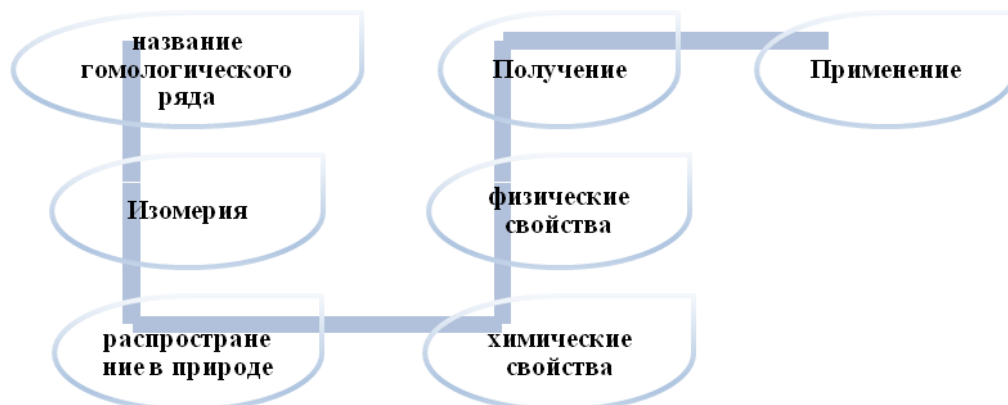 название
гомологического
ряда
Изомерия
распростране
ние в природе
химические
свойства
физические
свойства
Получение
Применение